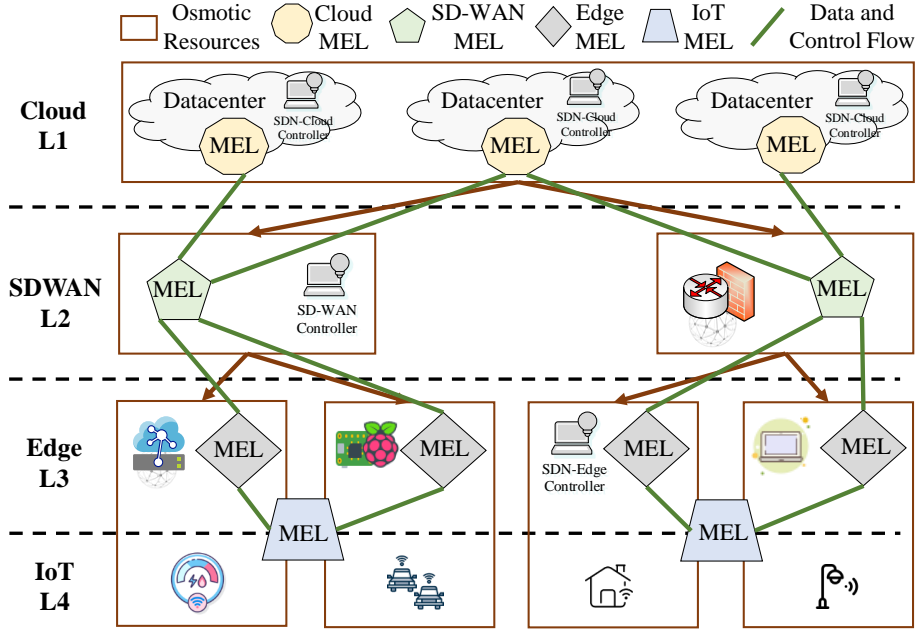 Osmotic
Resources
Cloud
MEL
SD-WAN
MEL
Edge
MEL
IoT
MEL
Data and
Control Flow
Cloud
L1
Datacenter
SDN-Cloud
Controller
MEL
Datacenter
SDN-Cloud
Controller
MEL
Datacenter
SDN-Cloud
Controller
MEL
SDWAN
L2
MEL
SD-WAN
Controller
MEL
Edge
L3
MEL
MEL
SDN-Edge
Controller
MEL
MEL
MEL
MEL
IoT
L4